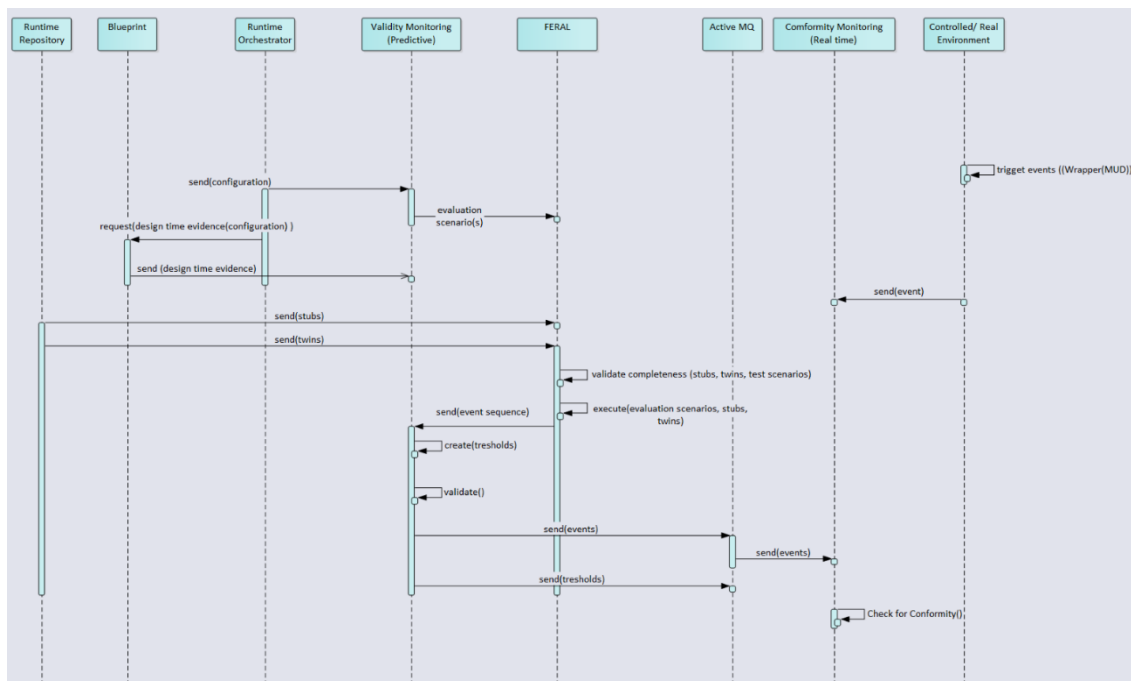 Runtime
Repository
Blueprint
Runtime
Orchestrator
Validity Monitoring
(Predictive)
FERAL
Active MQ
Comformity Monitoring
(Real time)
Controlled/ Real
Environment
trigget events ((Wrapper(MUD))
send(configuration)
evaluation
scenario(s)
request(design time evidence(configuration) )
send (design time evidence)
send(event)
send(stubs)
send(twins)
validate completeness (stubs, twins, test scenarios)
execute(evaluation scenarios, stubs,
twins)
send(event sequence)
create(tresholds)
validate()
send(events)
send(events)
send(tresholds)
Check for Conformity()